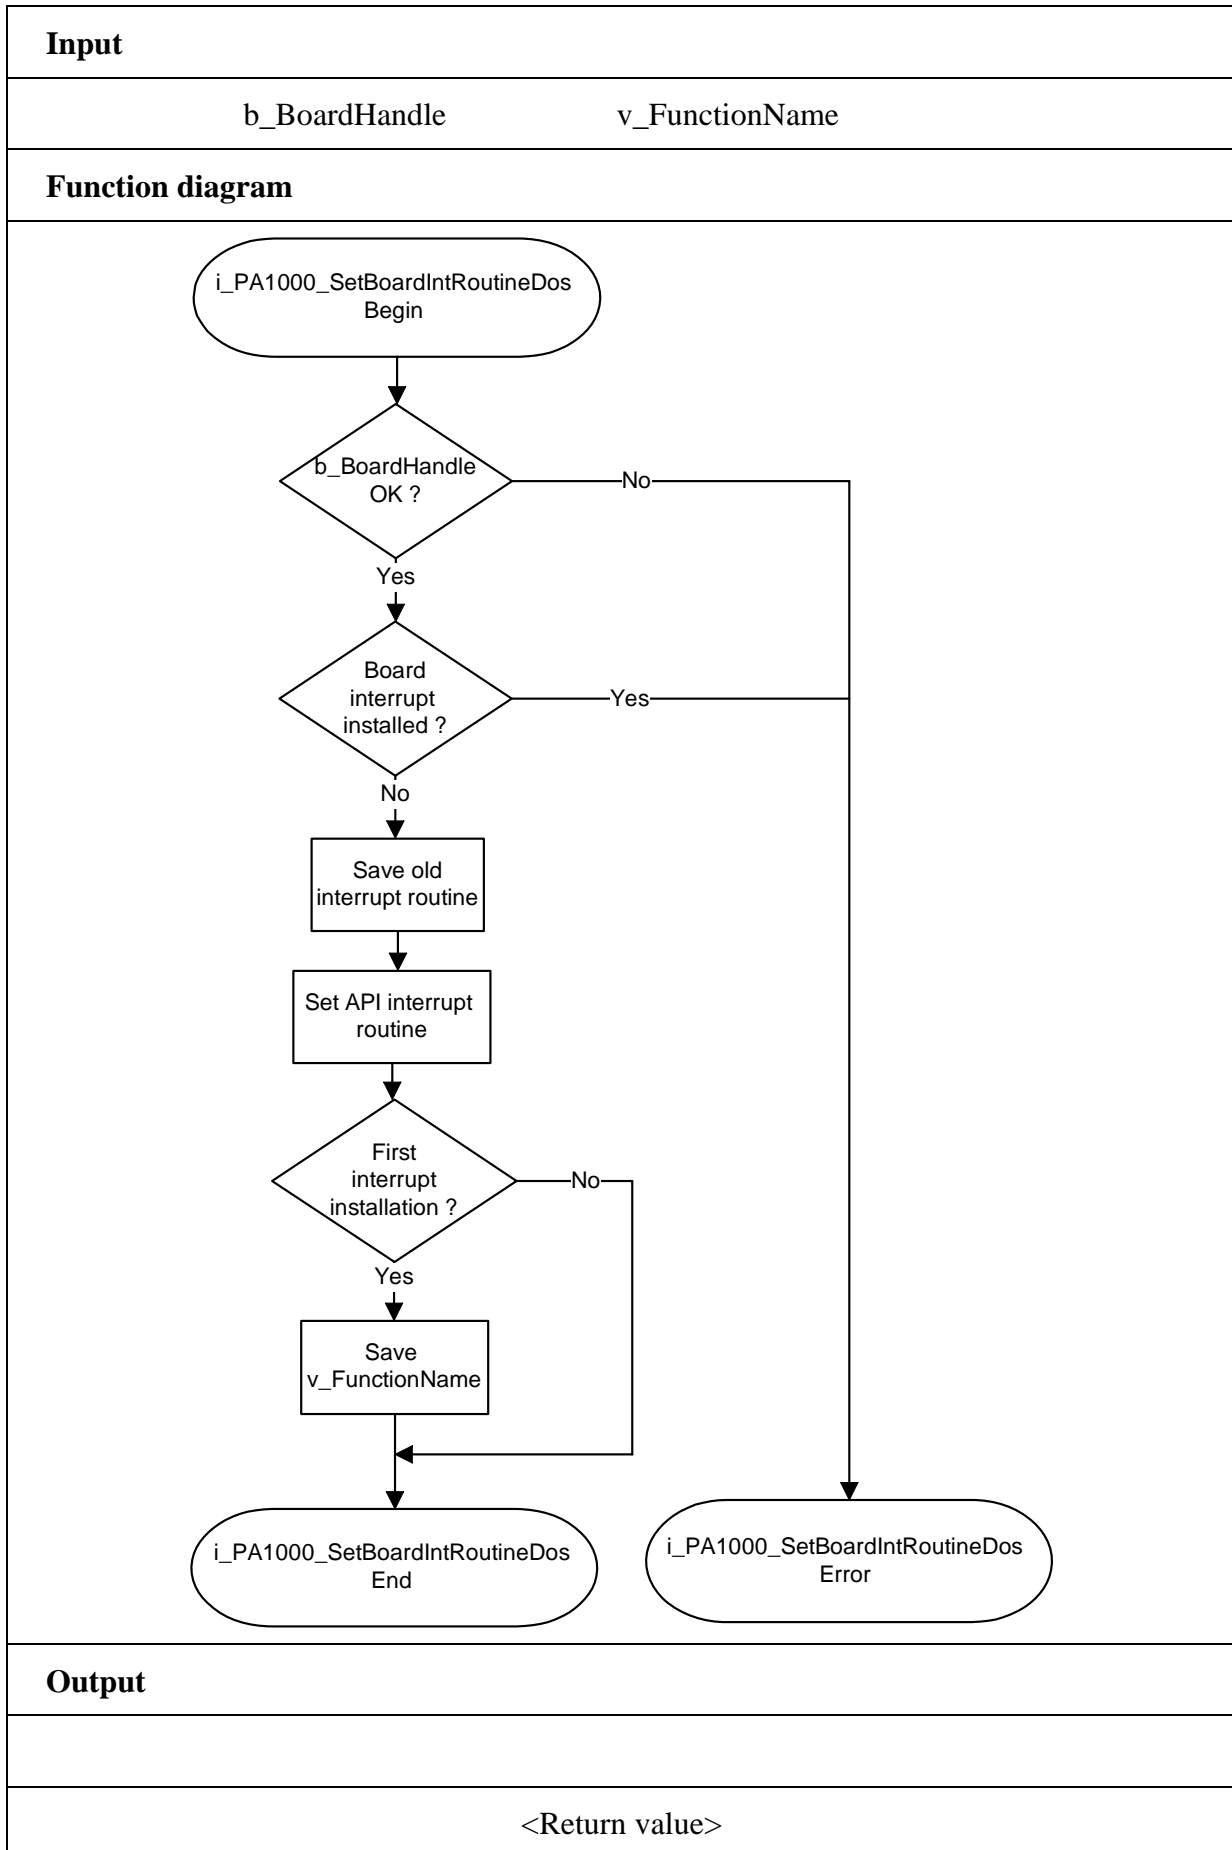 Input
b_BoardHandle v_FunctionName
Function diagram
i_PA1000_SetBoardIntRoutineDos
Begin
b_BoardHandle
OK ?
No
Yes
Board
interrupt
installed ?
Yes
No
Save old
interrupt routine
Set API interrupt
routine
First
interrupt
installation ?
No
Yes
Save
v_FunctionName
i_PA1000_SetBoardIntRoutineDos
End
i_PA1000_SetBoardIntRoutineDos
Error
Output
<Return value>